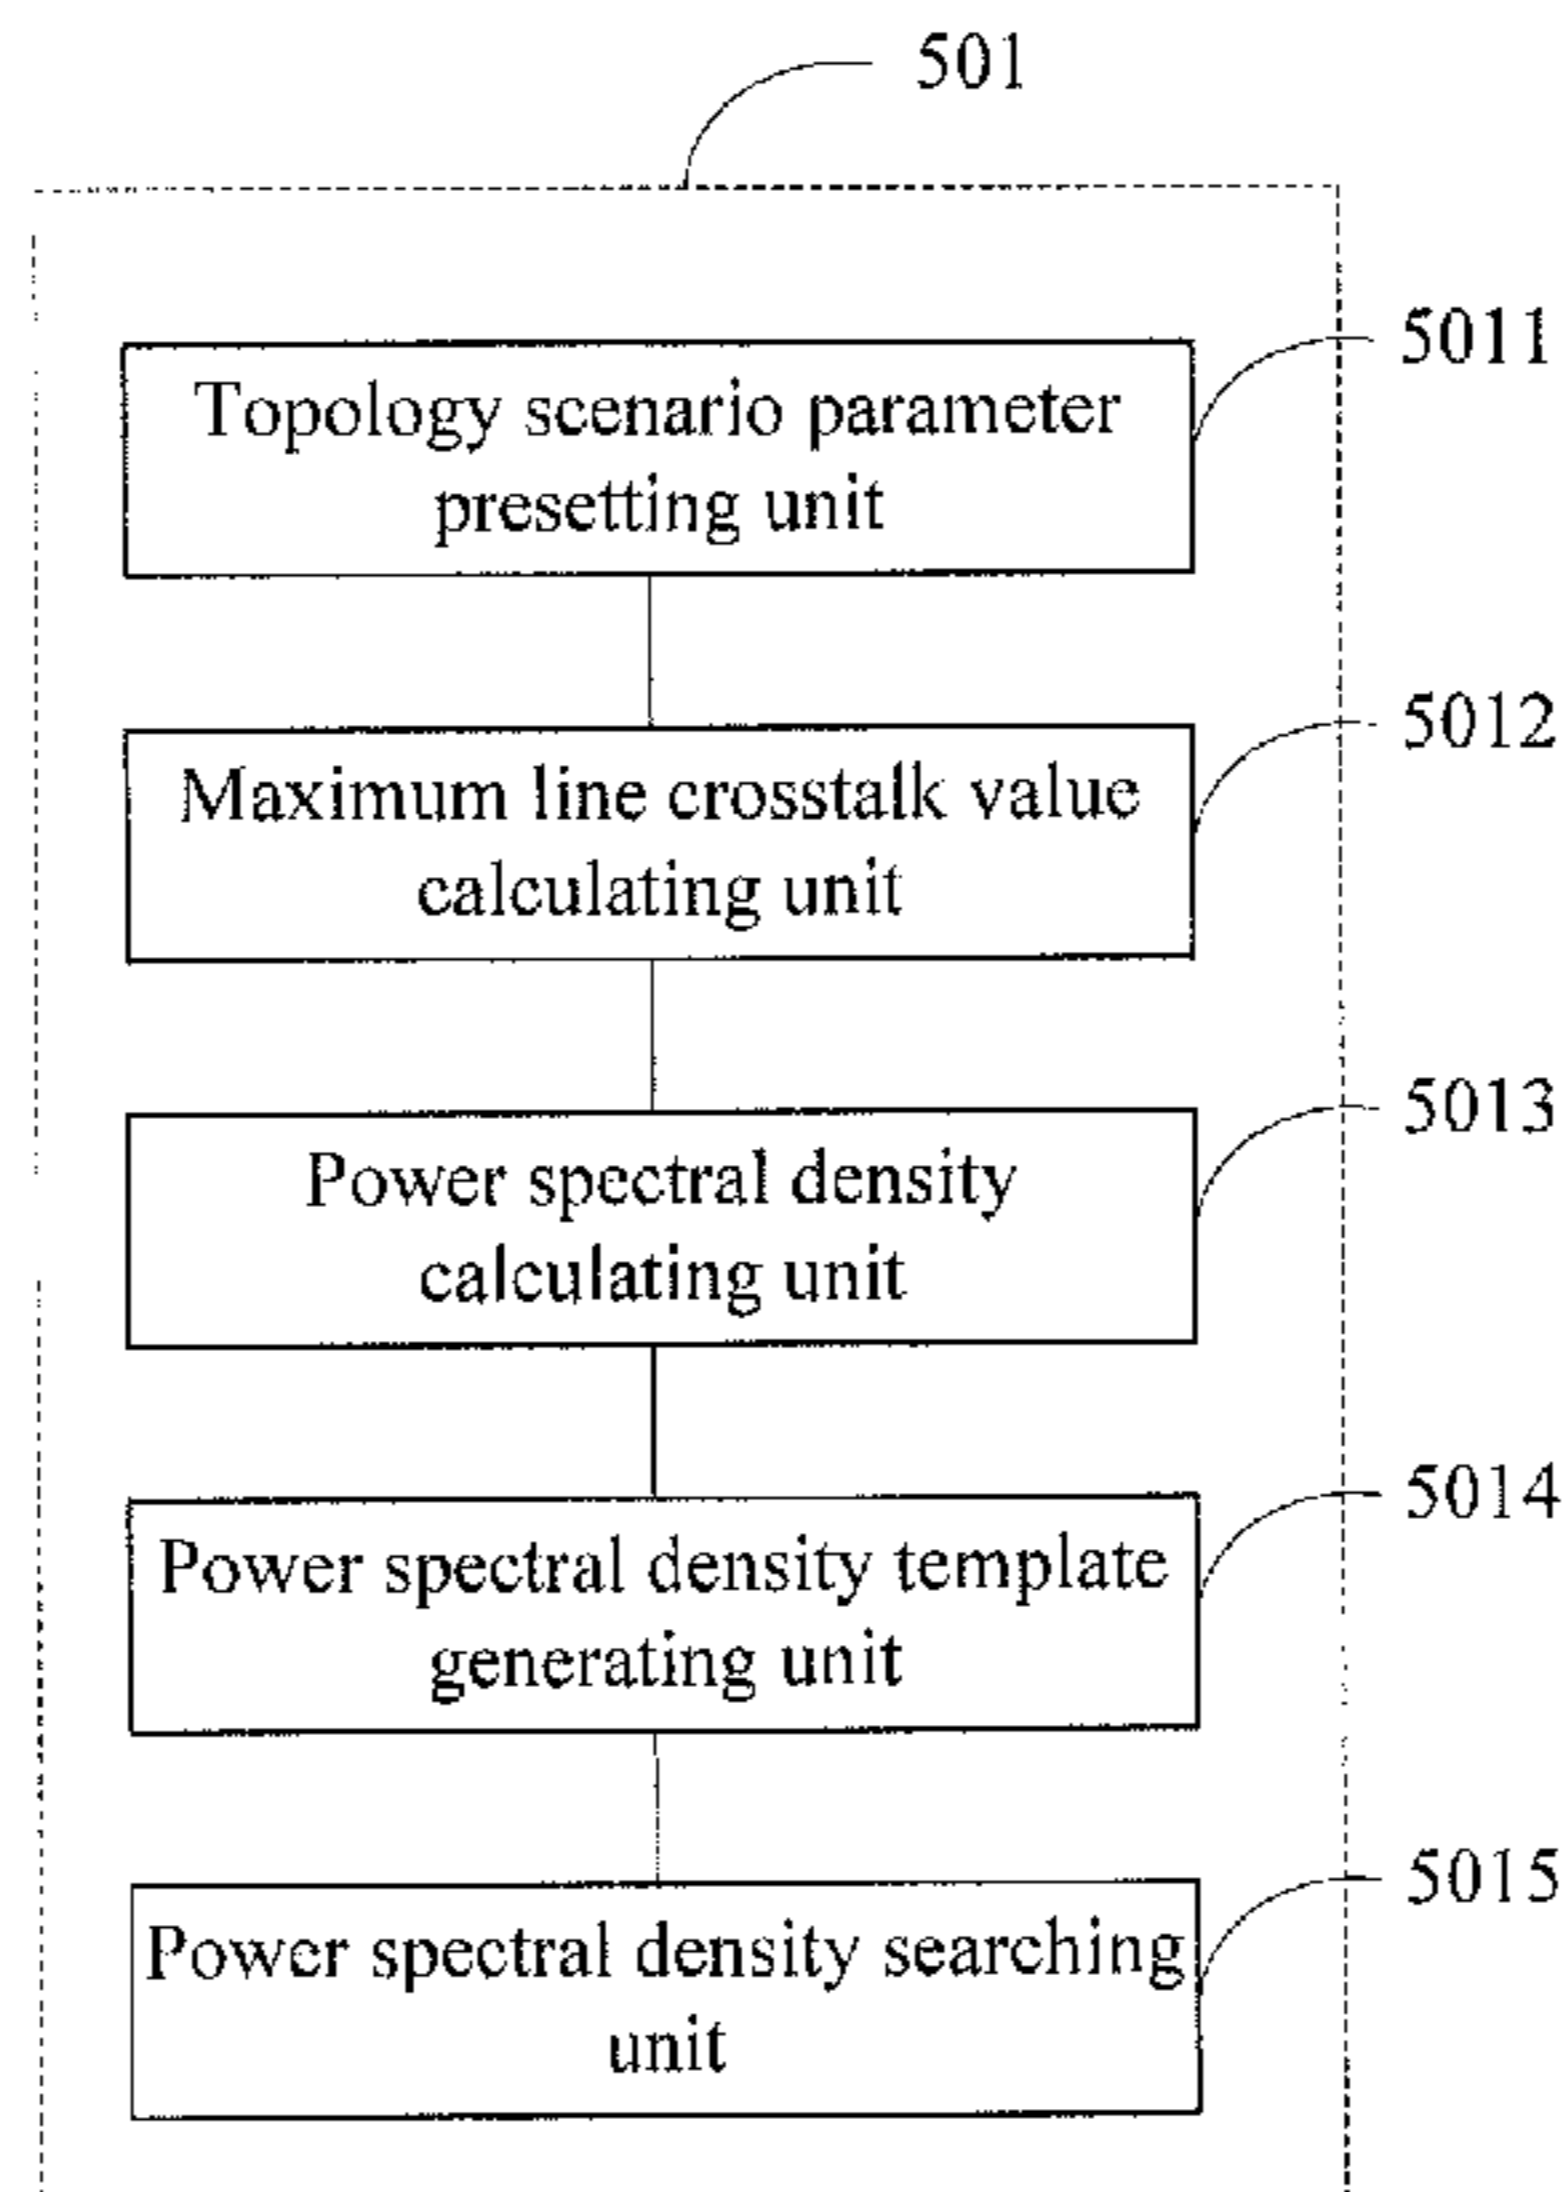 501
5011
Topology scenario parameter
presetting unit
5012
Maximum line crosstalk value
calculating unit
5013
Power spectral density
calculating unit
5014
Power spectral density template
generating unit
5015
Power spectral density searching
unit